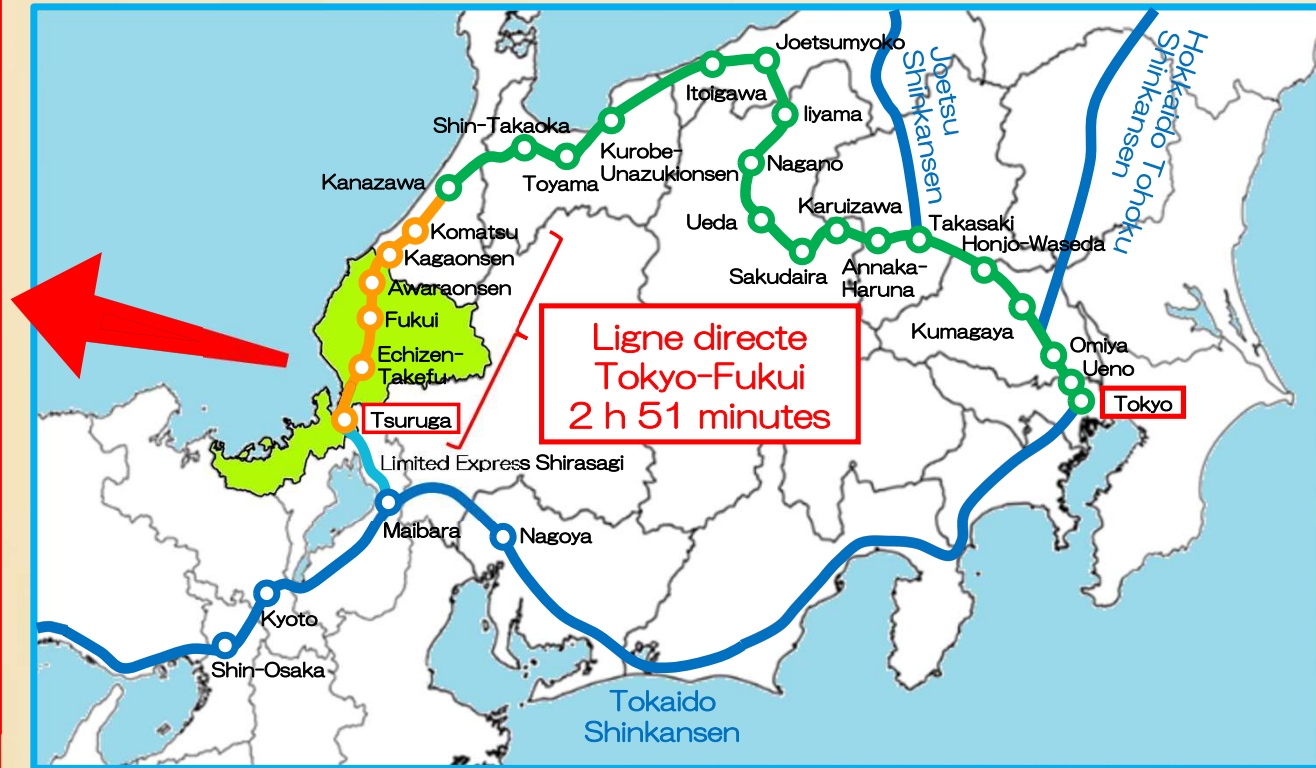 Joetsumyoko
Joetsu
Shinkansen
Hokkaido Tohoku
Shinkansen
Itoigawa
Iiyama
Shin-Takaoka
Kurobe-
Unazukionsen
Toyama
Nagano
Kanazawa
Karuizawa
Ueda
Takasaki
Honjo-Waseda
Komatsu
Kagaonsen
Sakudaira
Annaka-
Haruna
Awaraonsen
Fukui
Kumagaya
Ligne directe
Tokyo-Fukui
2 h 51 minutes
Omiya
Ueno
Echizen-
Takefu
Tokyo
Tsuruga
Limited Express Shirasagi
Maibara
Nagoya
Kyoto
Shin-Osaka
Tokaido
Shinkansen